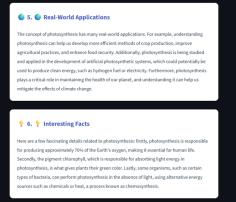 5. 🌍 Real-World Applications
The concept of photosynthesis has many real-world applications. For example, understanding
photosynthesis can help us develop more efficient methods of crop production, improve
agricultural practices, and enhance food security. Additionally, photosynthesis is being studied
and applied in the development of artificial photosynthetic systems, which could potentially be
used to produce clean energy, such as hydrogen fuel or electricity. Furthermore, photosynthesis
plays a critical role in maintaining the health of our planet, and understanding it can help us
mitigate the effects of climate change.
6. 💡 Interesting Facts
Here are a few fascinating details related to photosynthesis: firstly, photosynthesis is responsible
for producing approximately 70% of the Earth's oxygen, making it essential for human life.
Secondly, the pigment chlorophyll, which is responsible for absorbing light energy in
photosynthesis, is what gives plants their green color. Lastly, some organisms, such as certain
types of bacteria, can perform photosynthesis in the absence of light, using alternative energy
sources such as chemicals or heat, a process known as chemosynthesis.